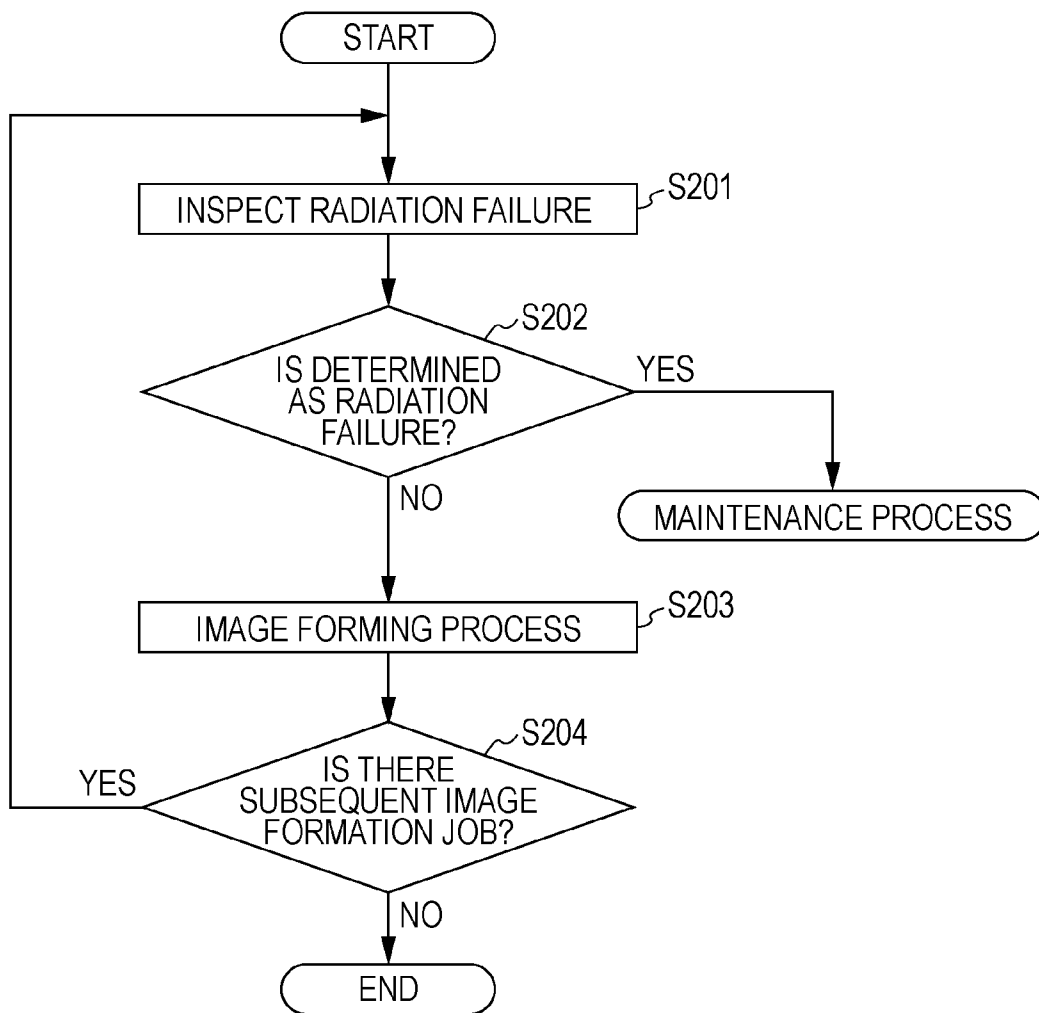 START
INSPECT RADIATION FAILURE
S201
S202
IS DETERMINED
AS RADIATION
FAILURE?
YES
NO
MAINTENANCE PROCESS
IMAGE FORMING PROCESS
S203
S204
IS THERE
SUBSEQUENT IMAGE
FORMATION JOB?
YES
NO
END